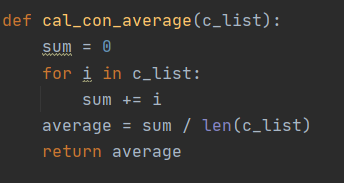 def cal_con_average(c_list):
    sum = 0
    for i in c_list:
        sum += i
    average = sum / len(c_list)
    return average